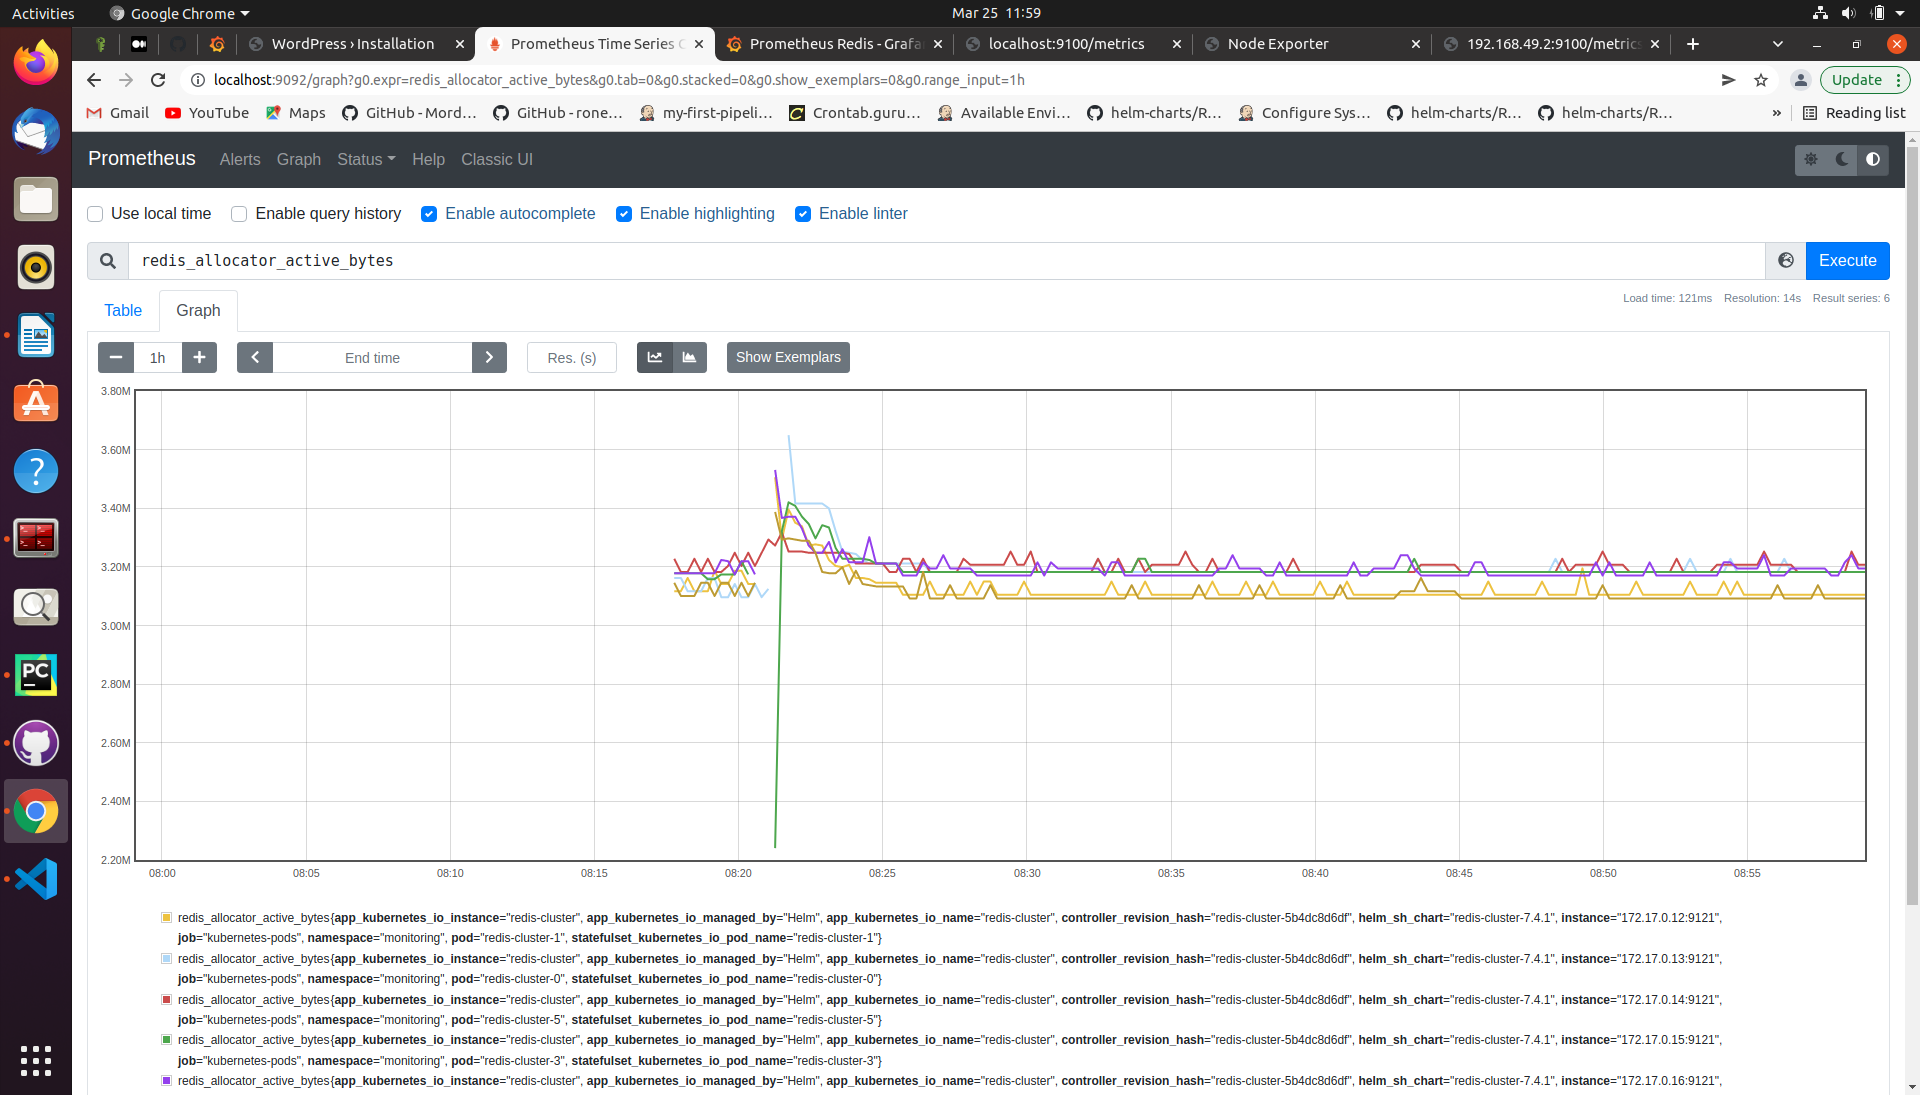 Activities
Google Chrome
Mar 25 11:59
WordPress › Installation
Prometheus Time Series C
Prometheus Redis - Grafa
localhost:9100/metrics
Node Exporter
192.168.49.2:9100/metrics
localhost:9092/graph?g0.expr=redis_allocator_active_bytes&g0.tab=0&g0.stacked=0&g0.show_exemplars=0&g0.range_input=1h
Update
Gmail
YouTube
Maps
GitHub - Mord…
GitHub - rone…
my-first-pipeli…
Crontab.guru…
Available Envi…
helm-charts/R…
Configure Sys…
helm-charts/R…
helm-charts/R…
»
Reading list
Prometheus
Alerts
Graph
Status
Help
Classic UI
Use local time
Enable query history
Enable autocomplete
Enable highlighting
Enable linter
redis_allocator_active_bytes
Execute
Table
Graph
Load time: 121ms
Resolution: 14s
Result series: 6
1h
End time
Res. (s)
Show Exemplars
3.80M
3.60M
3.40M
3.20M
3.00M
2.80M
2.60M
2.40M
2.20M
08:00
08:05
08:10
08:15
08:20
08:25
08:30
08:35
08:40
08:45
08:50
08:55
redis_allocator_active_bytes{app_kubernetes_io_instance="redis-cluster", app_kubernetes_io_managed_by="Helm", app_kubernetes_io_name="redis-cluster", controller_revision_hash="redis-cluster-5b4dc8d6df", helm_sh_chart="redis-cluster-7.4.1", instance="172.17.0.12:9121",
job="kubernetes-pods", namespace="monitoring", pod="redis-cluster-1", statefulset_kubernetes_io_pod_name="redis-cluster-1"}
redis_allocator_active_bytes{app_kubernetes_io_instance="redis-cluster", app_kubernetes_io_managed_by="Helm", app_kubernetes_io_name="redis-cluster", controller_revision_hash="redis-cluster-5b4dc8d6df", helm_sh_chart="redis-cluster-7.4.1", instance="172.17.0.13:9121",
job="kubernetes-pods", namespace="monitoring", pod="redis-cluster-0", statefulset_kubernetes_io_pod_name="redis-cluster-0"}
redis_allocator_active_bytes{app_kubernetes_io_instance="redis-cluster", app_kubernetes_io_managed_by="Helm", app_kubernetes_io_name="redis-cluster", controller_revision_hash="redis-cluster-5b4dc8d6df", helm_sh_chart="redis-cluster-7.4.1", instance="172.17.0.14:9121",
job="kubernetes-pods", namespace="monitoring", pod="redis-cluster-5", statefulset_kubernetes_io_pod_name="redis-cluster-5"}
redis_allocator_active_bytes{app_kubernetes_io_instance="redis-cluster", app_kubernetes_io_managed_by="Helm", app_kubernetes_io_name="redis-cluster", controller_revision_hash="redis-cluster-5b4dc8d6df", helm_sh_chart="redis-cluster-7.4.1", instance="172.17.0.15:9121",
job="kubernetes-pods", namespace="monitoring", pod="redis-cluster-3", statefulset_kubernetes_io_pod_name="redis-cluster-3"}
redis_allocator_active_bytes{app_kubernetes_io_instance="redis-cluster", app_kubernetes_io_managed_by="Helm", app_kubernetes_io_name="redis-cluster", controller_revision_hash="redis-cluster-5b4dc8d6df", helm_sh_chart="redis-cluster-7.4.1", instance="172.17.0.16:9121",
PC